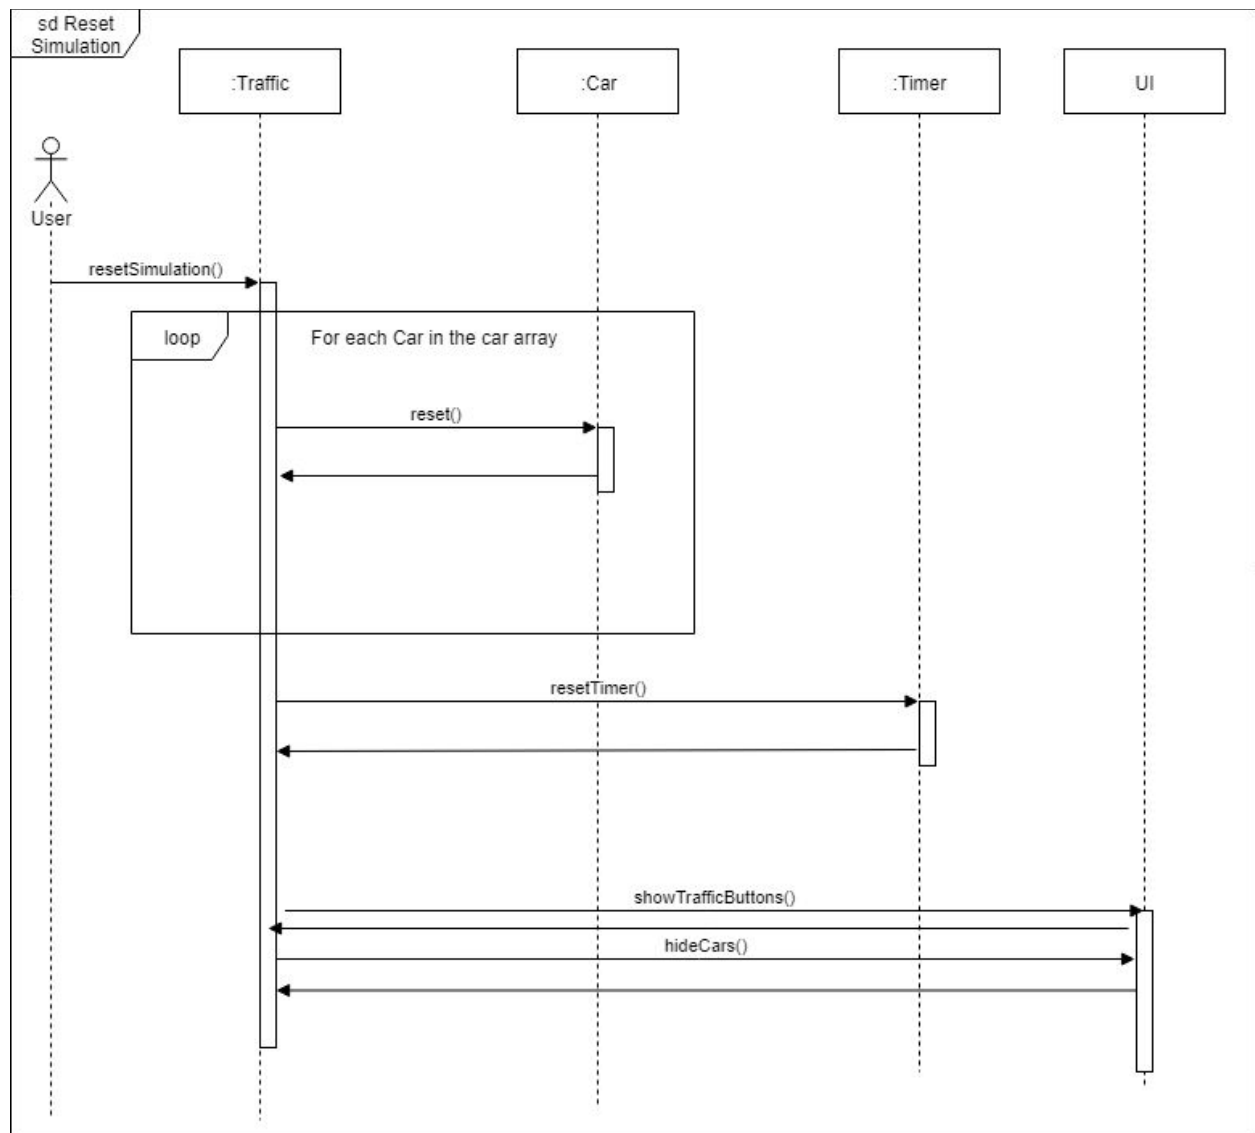 sd Reset
Simulation
:Traffic
:Car
:Timer
UI
User
resetSimulation()
loop
For each Car in the car array
reset()
resetTimer()
showTrafficButtons()
hideCars()